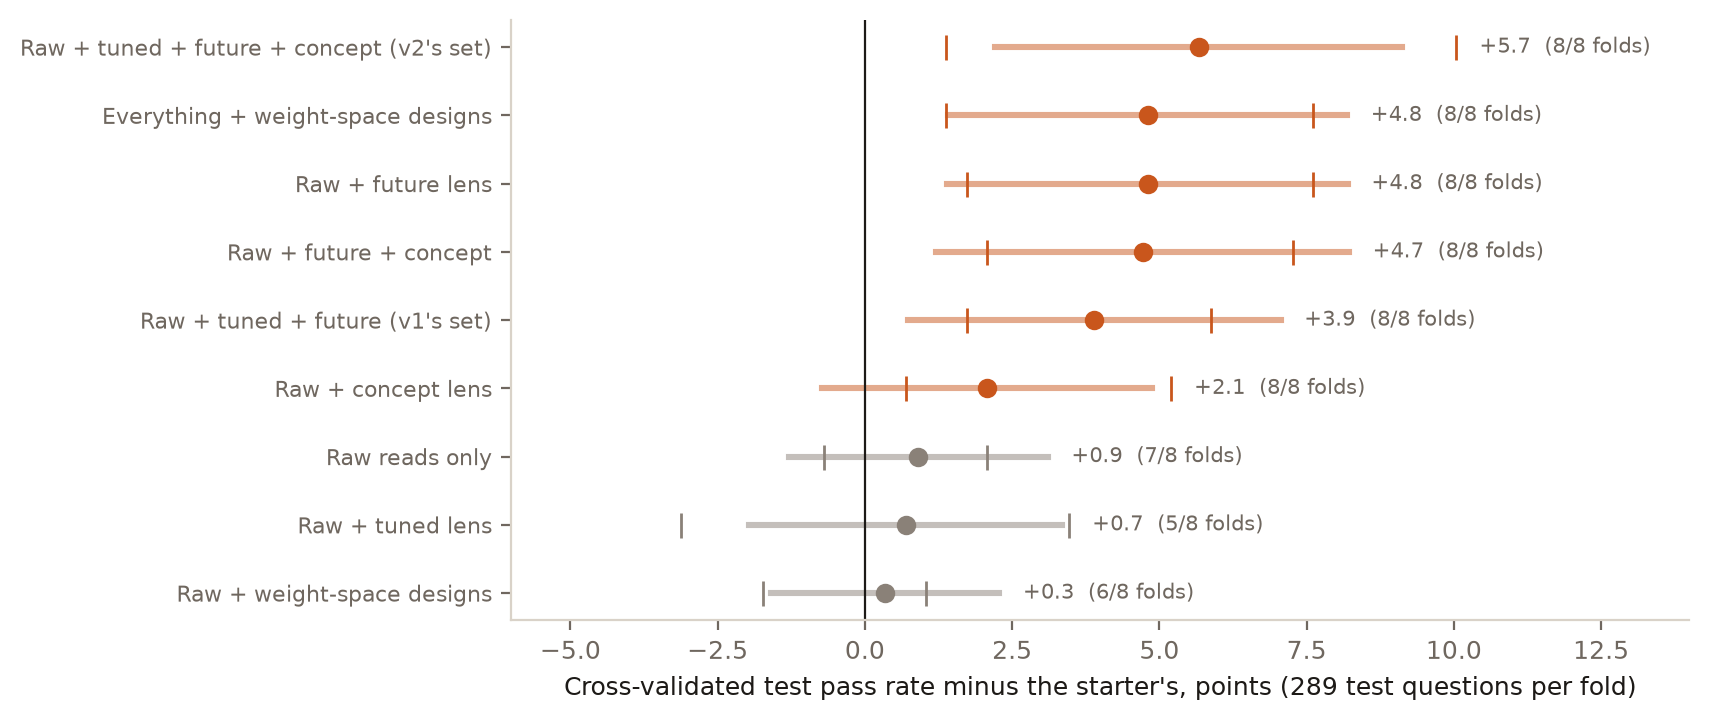 Raw + tuned + future + concept (v2's set) +5.7 (8/8 folds)
Everything + weight-space designs +4.8 (8/8 folds)
Raw + future lens +4.8 (8/8 folds)
Raw + future + concept +4.7 (8/8 folds)
Raw + tuned + future (v1's set) +3.9 (8/8 folds)
Raw + concept lens +2.1 (8/8 folds)
Raw reads only +0.9 (7/8 folds)
Raw + tuned lens +0.7 (5/8 folds)
Raw + weight-space designs +0.3 (6/8 folds)
−5.0 −2.5 0.0 2.5 5.0 7.5 10.0 12.5
Cross-validated test pass rate minus the starter's, points (289 test questions per fold)